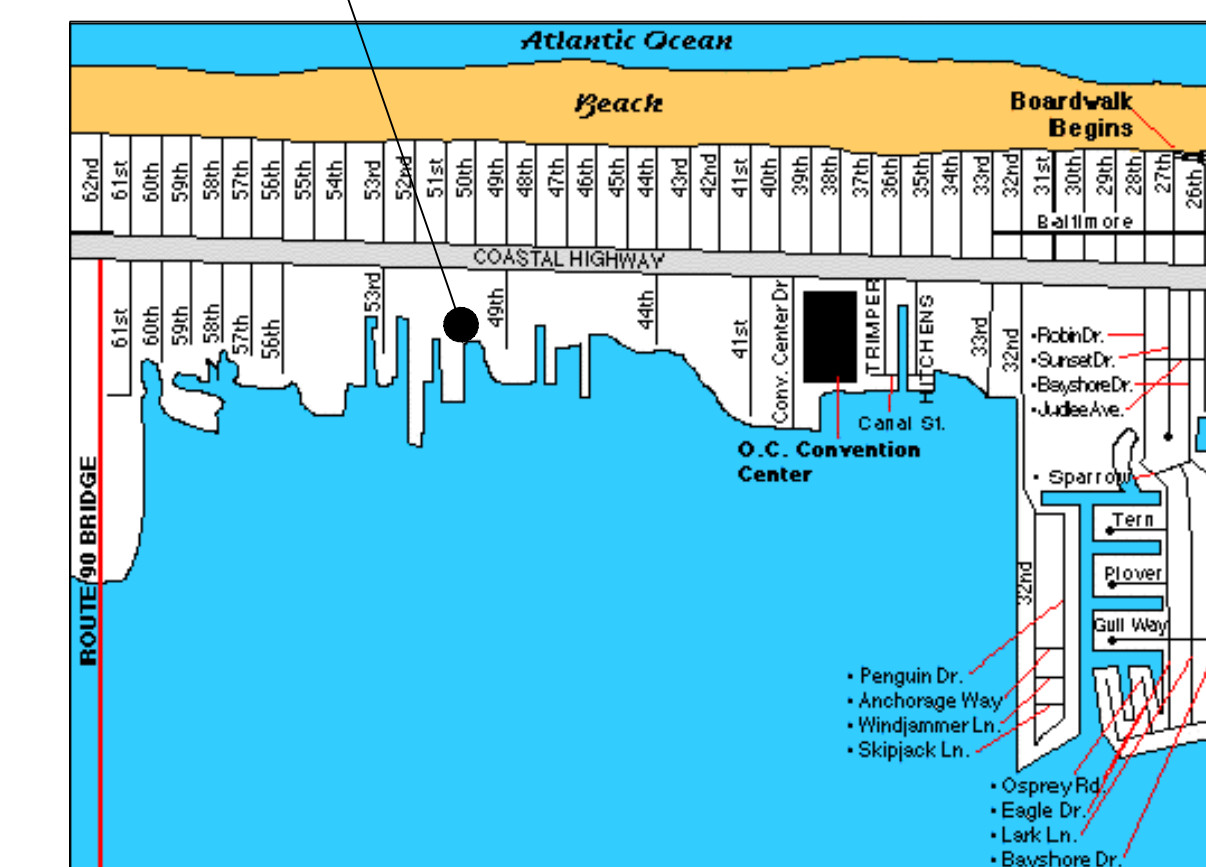 Atlantic Ocean
Beach
Boardwalk
Begins
62nd
61st
60th
59th
58th
57th
56th
55th
54th
53rd
52nd
51st
50th
49th
48th
47th
46th
45th
44th
43rd
42nd
41st
40th
39th
38th
37th
36th
35th
34th
33rd
32nd
31st
30th
29th
28th
27th
26th
Baltimore
COASTAL HIGHWAY
61st
60th
59th
58th
57th
56th
53rd
49th
44th
41st
Conv. Center Dr
TRIMPER
HITCHENS
33rd
32nd
•Robin Dr.
•Sunset Dr.
•Bayshore Dr.
•Judlee Ave.
Canal St.
O.C. Convention
Center
• Sparrow
Tern
Plover
Gull Way
32nd
ROUTE 90 BRIDGE
• Penguin Dr.
• Anchorage Way
• Windjammer Ln.
• Skipjack Ln.
• Osprey Rd.
• Eagle Dr.
• Lark Ln.
• Bayshore Dr.